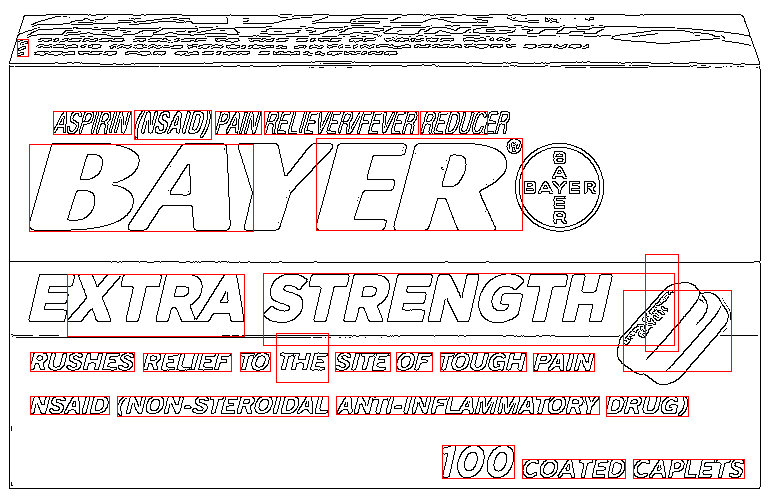 ASPIRIN (NSAID) PAIN RELIEVER/FEVER REDUCER
BAYER®
BAYER
BAYER
EXTRA STRENGTH
RUSHES RELIEF TO THE SITE OF TOUGH PAIN
NSAID (NON-STEROIDAL ANTI-INFLAMMATORY DRUG)
100 COATED CAPLETS